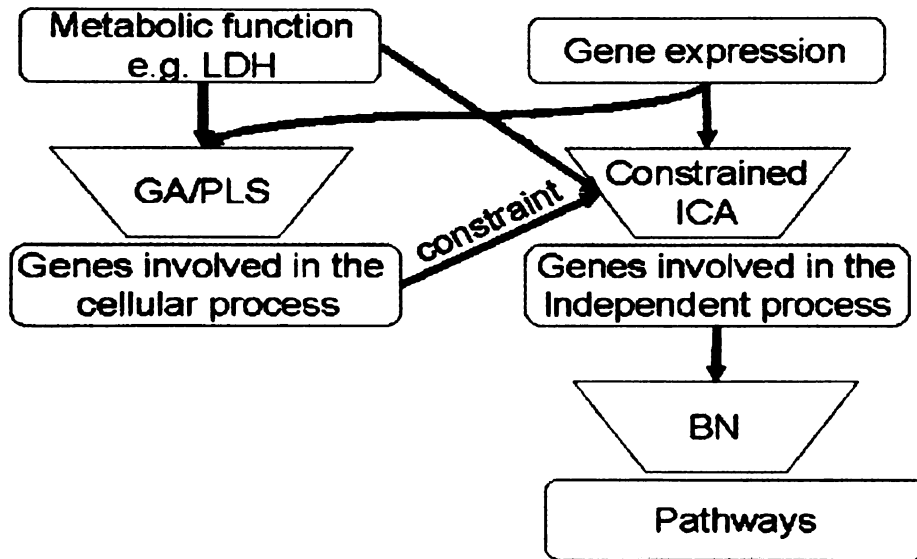 Metabolic function
e.g. LDH
Gene expression
GA/PLS
Constrained
ICA
constraint
Genes involved in the
cellular process
Genes involved in the
Independent process
BN
Pathways